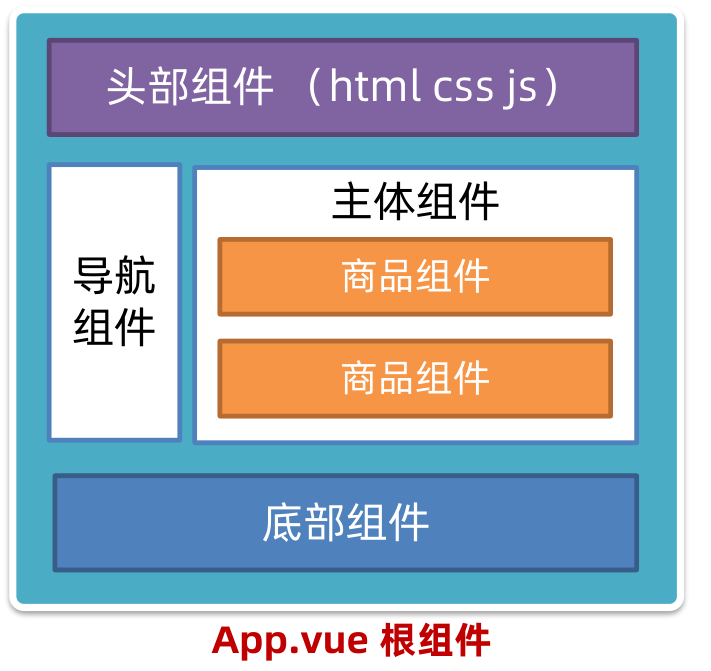 头部组件 （html css js）
导航
组件
主体组件
商品组件
商品组件
底部组件
App.vue 根组件